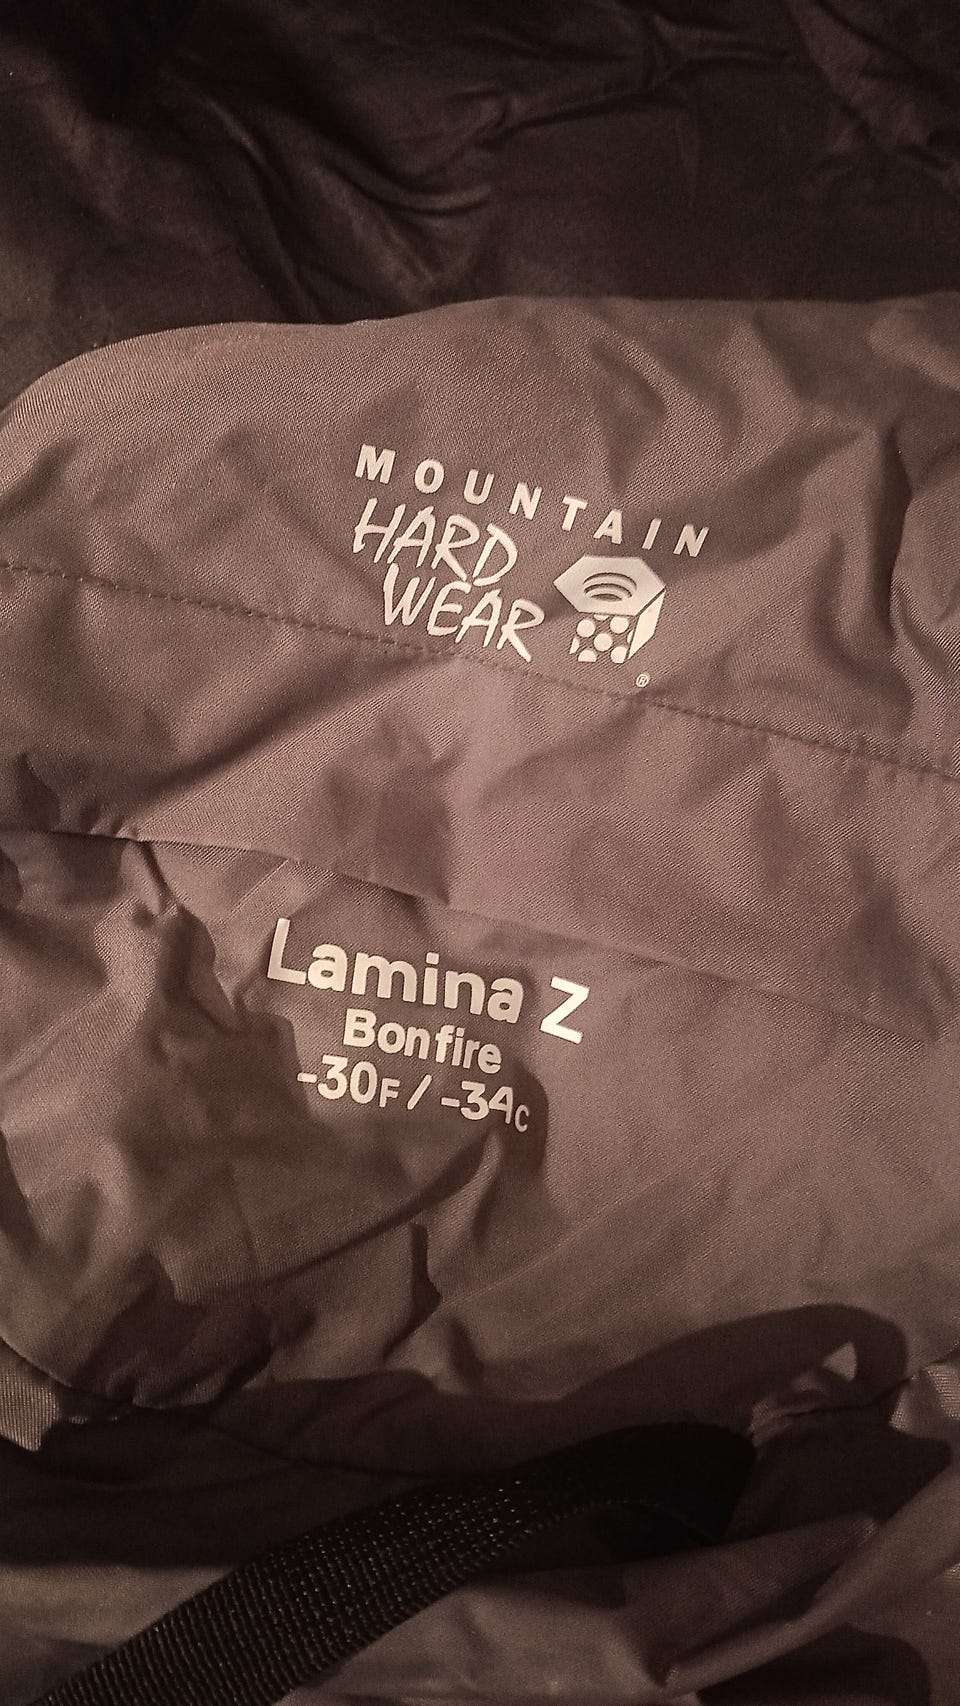 MOUNTAIN
HARD
WEAR
®
Lamina Z
Bonfire
-30F / -34C